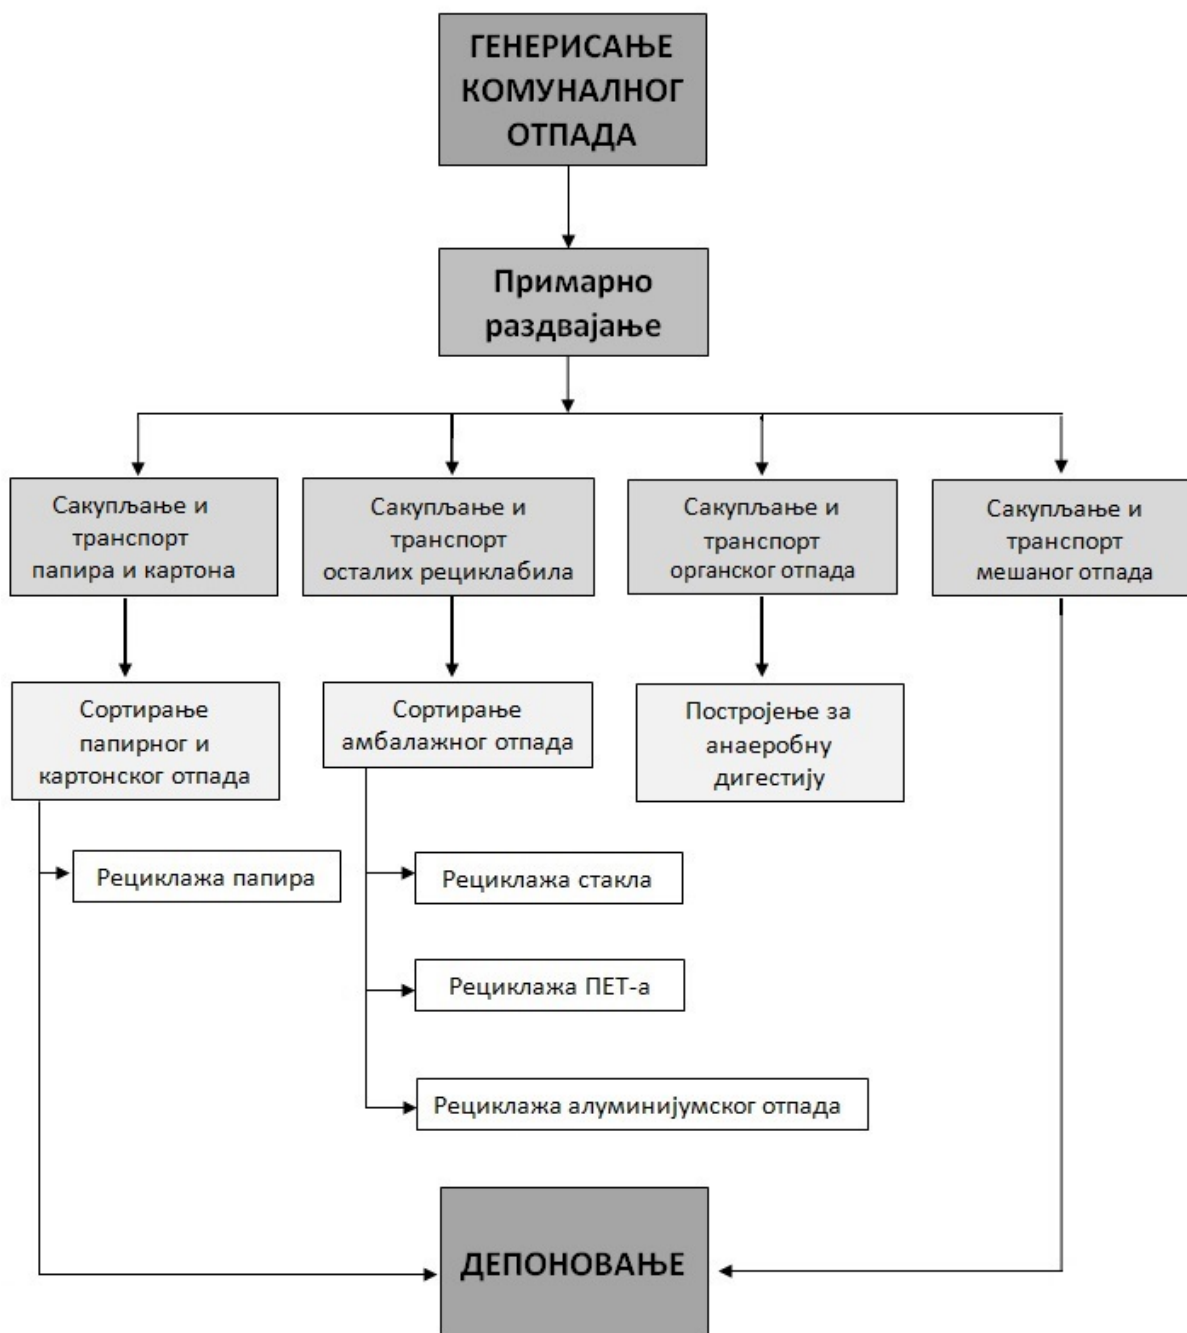 ГЕНЕРИСАЊЕ
КОМУНАЛНОГ
ОТПАДА
Примарно
раздвајање
Сакупљање и
транспорт
папира и картона
Сакупљање и
транспорт
осталих рециклабила
Сакупљање и
транспорт
органског отпада
Сакупљање и
транспорт
мешаног отпада
Сортирање
папирног и
картонског отпада
Сортирање
амбалажног отпада
Постројење за
анаеробну
дигестију
Рециклажа папира
Рециклажа стакла
Рециклажа ПЕТ-а
Рециклажа алуминијумског отпада
ДЕПОНОВАЊЕ